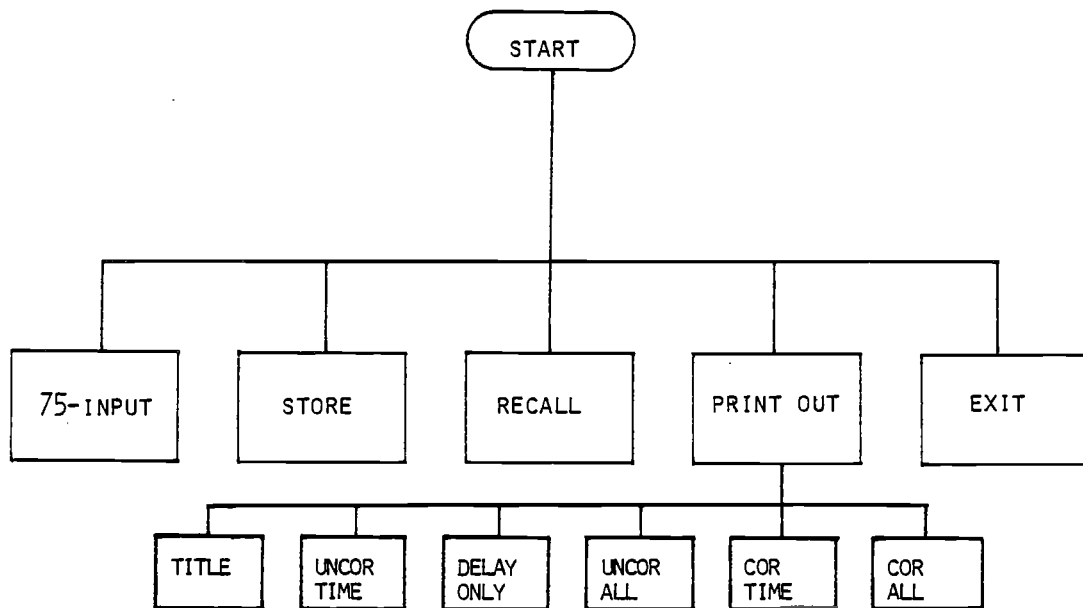 START
75-INPUT
STORE
RECALL
PRINT OUT
EXIT
TITLE
UNCOR
TIME
DELAY
ONLY
UNCOR
ALL
COR
TIME
COR
ALL